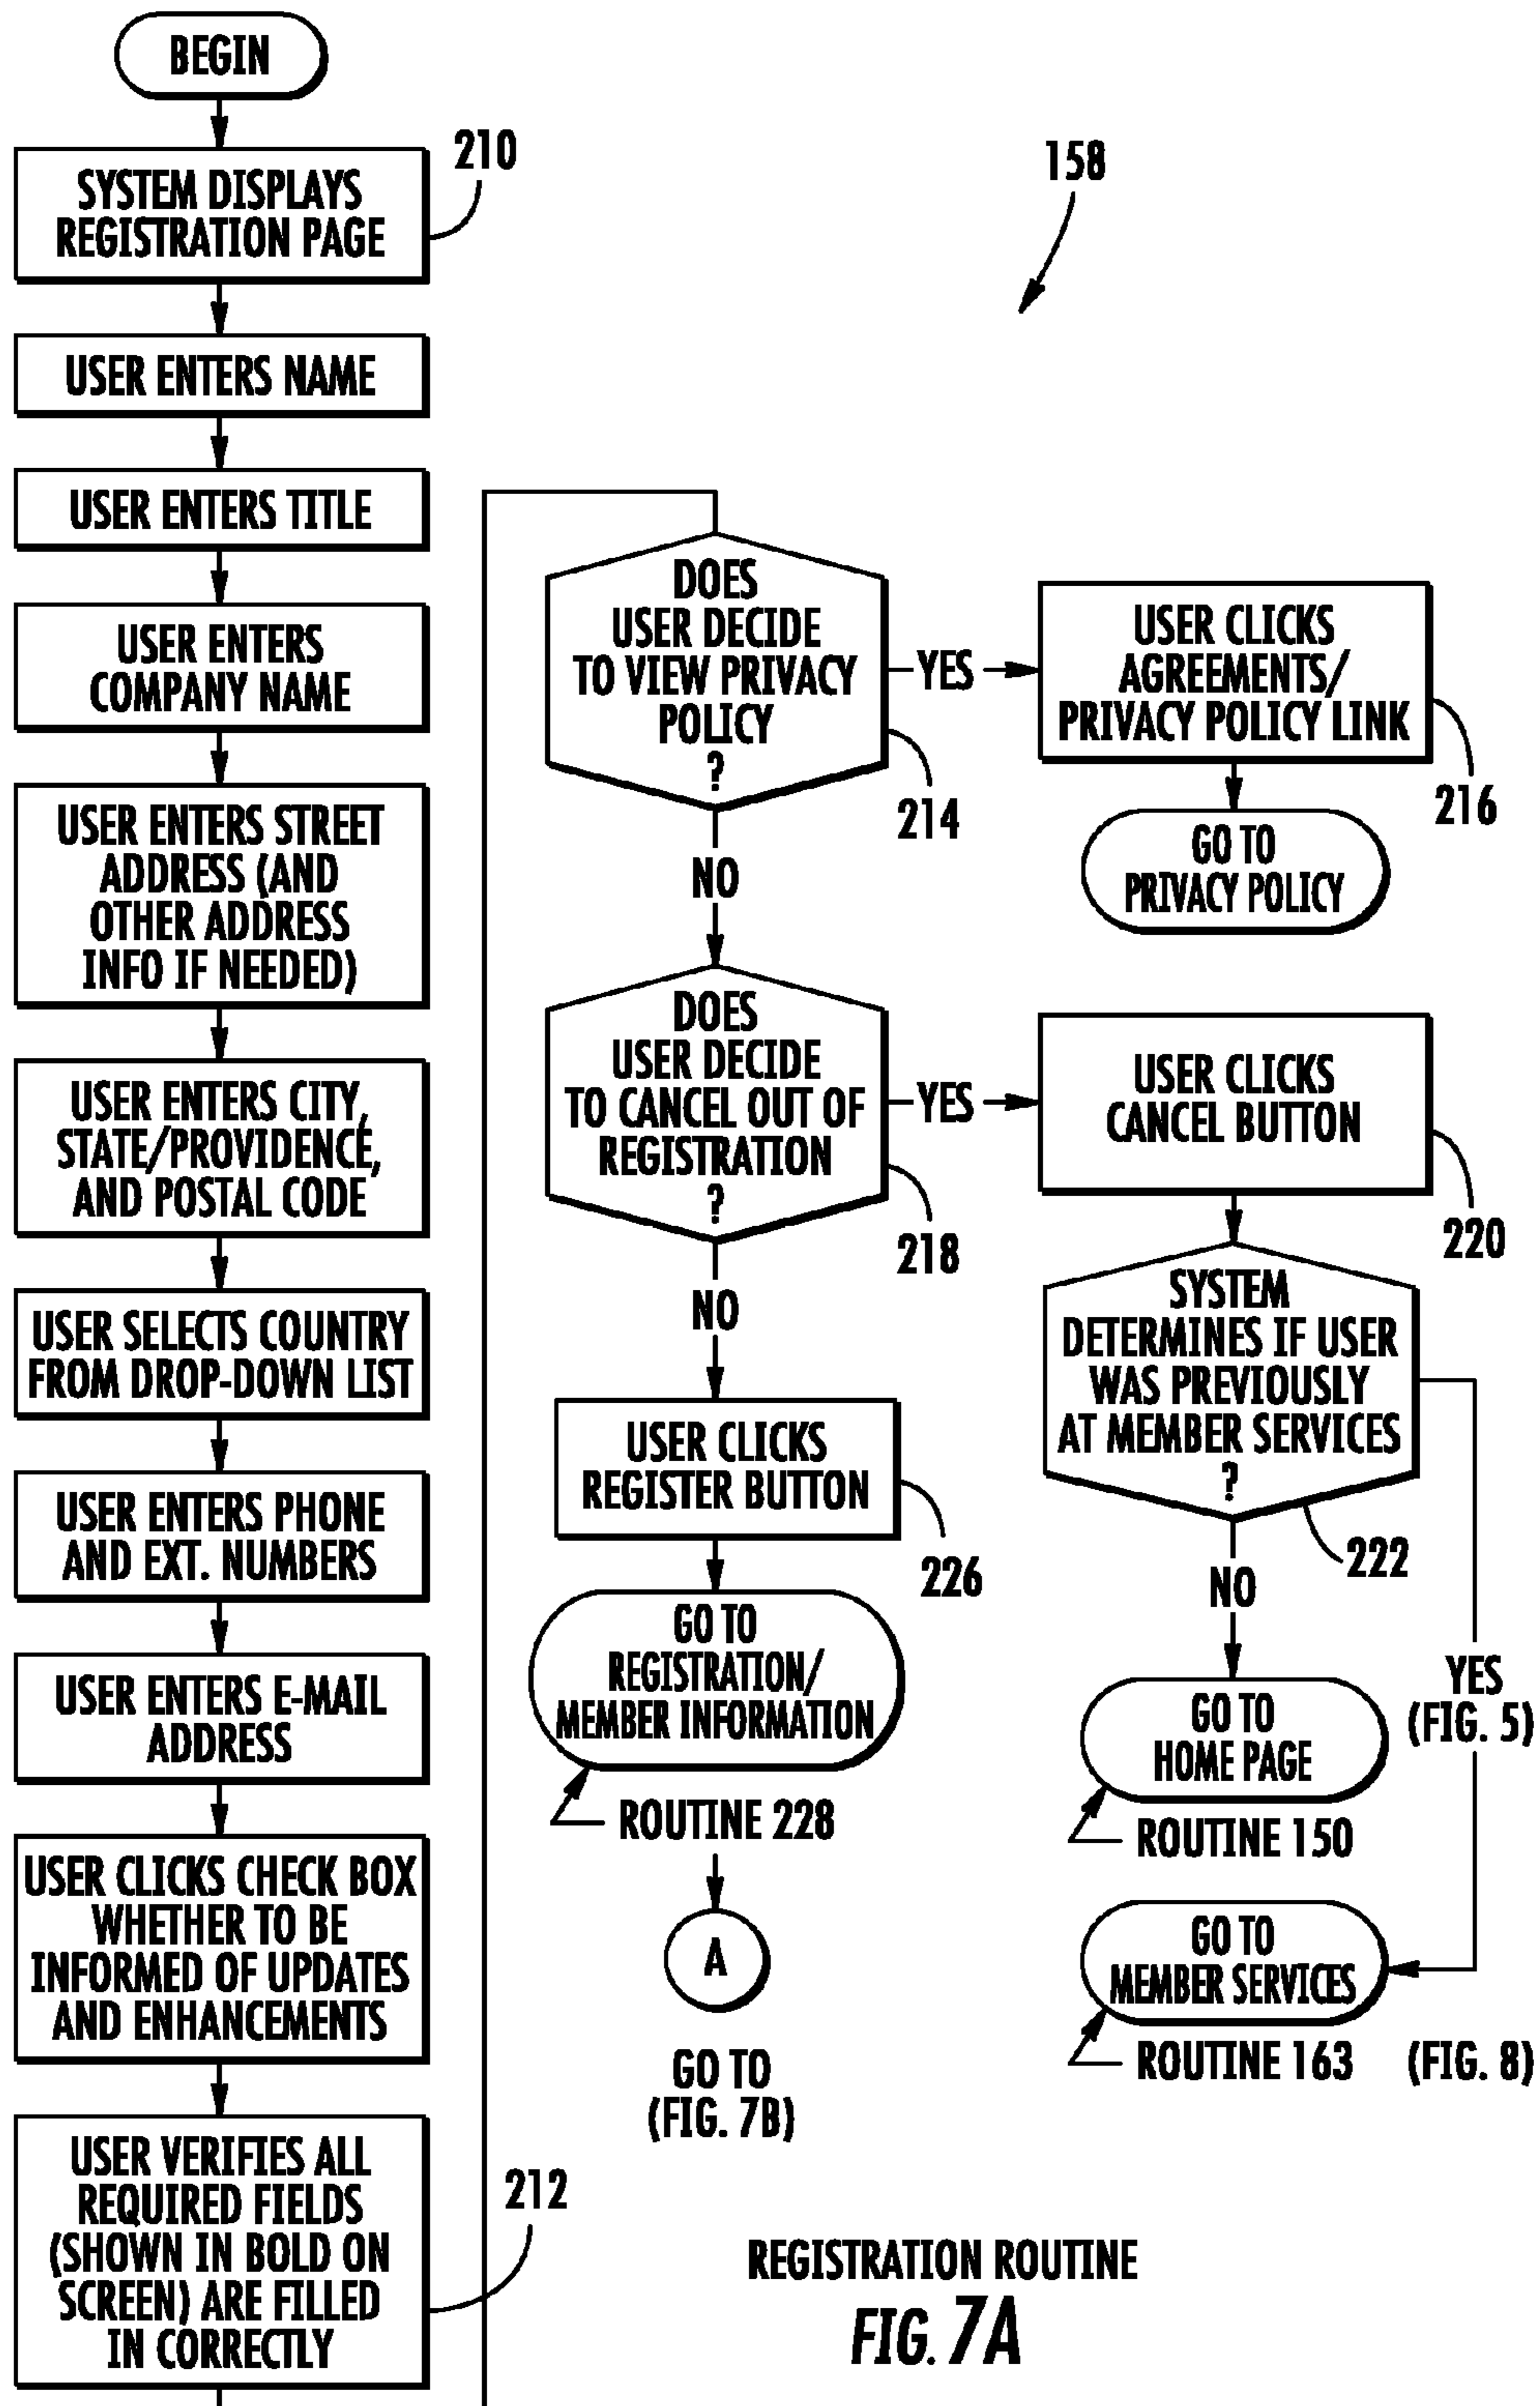 BEGIN
SYSTEM DISPLAYS
REGISTRATION PAGE
210
USER ENTERS NAME
USER ENTERS TITLE
USER ENTERS
COMPANY NAME
USER ENTERS STREET
ADDRESS (AND
OTHER ADDRESS
INFO IF NEEDED)
USER ENTERS CITY,
STATE/PROVIDENCE,
AND POSTAL CODE
USER SELECTS COUNTRY
FROM DROP-DOWN LIST
USER ENTERS PHONE
AND EXT. NUMBERS
USER ENTERS E-MAIL
ADDRESS
USER CLICKS CHECK BOX
WHETHER TO BE
INFORMED OF UPDATES
AND ENHANCEMENTS
USER VERIFIES ALL
REQUIRED FIELDS
(SHOWN IN BOLD ON
SCREEN) ARE FILLED
IN CORRECTLY
212
158
DOES
USER DECIDE
TO VIEW PRIVACY
POLICY
?
214
YES
USER CLICKS
AGREEMENTS/
PRIVACY POLICY LINK
216
GO TO
PRIVACY POLICY
NO
DOES
USER DECIDE
TO CANCEL OUT OF
REGISTRATION
?
218
YES
USER CLICKS
CANCEL BUTTON
220
SYSTEM
DETERMINES IF USER
WAS PREVIOUSLY
AT MEMBER SERVICES
?
222
NO
YES
(FIG. 5)
GO TO
HOME PAGE
ROUTINE 150
GO TO
MEMBER SERVICES
ROUTINE 163 (FIG. 8)
NO
USER CLICKS
REGISTER BUTTON
226
GO TO
REGISTRATION/
MEMBER INFORMATION
ROUTINE 228
A
GO TO
(FIG. 7B)
REGISTRATION ROUTINE
FIG. 7A